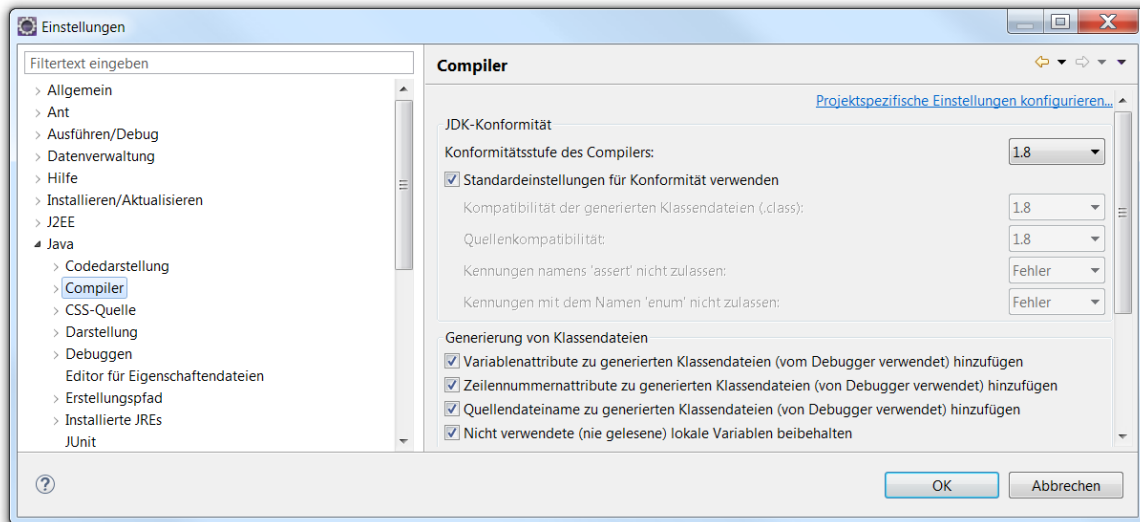 Einstellungen
Filtertext eingeben
Allgemein
Ant
Ausführen/Debug
Datenverwaltung
Hilfe
Installieren/Aktualisieren
J2EE
Java
Codedarstellung
Compiler
CSS-Quelle
Darstellung
Debuggen
Editor für Eigenschaftendateien
Erstellungspfad
Installierte JREs
JUnit
Compiler
Projektspezifische Einstellungen konfigurieren...
JDK-Konformität
Konformitätsstufe des Compilers: 1.8
Standardeinstellungen für Konformität verwenden
Kompatibilität der generierten Klassendateien (.class): 1.8
Quellenkompatibilität: 1.8
Kennungen namens 'assert' nicht zulassen: Fehler
Kennungen mit dem Namen 'enum' nicht zulassen: Fehler
Generierung von Klassendateien
Variablenattribute zu generierten Klassendateien (vom Debugger verwendet) hinzufügen
Zeilennummernattribute zu generierten Klassendateien (von Debugger verwendet) hinzufügen
Quellendateiname zu generierten Klassendateien (von Debugger verwendet) hinzufügen
Nicht verwendete (nie gelesene) lokale Variablen beibehalten
OK Abbrechen